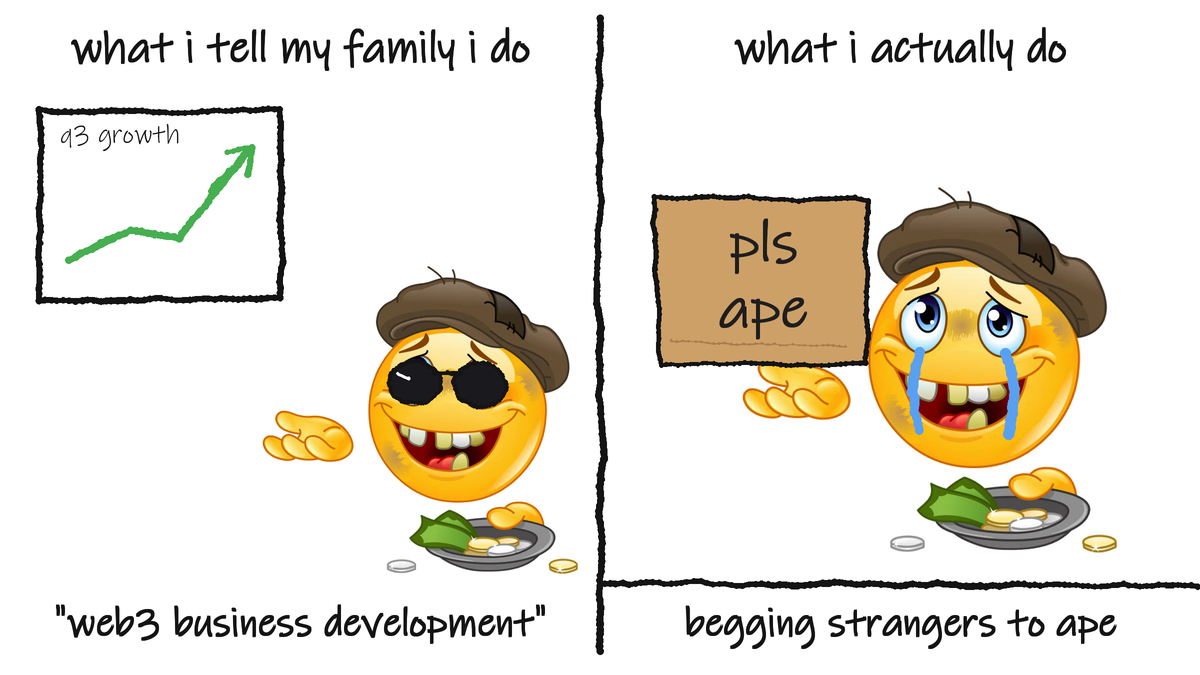 what i tell my family i do
q3 growth
"web3 business development"
what i actually do
pls
ape
begging strangers to ape